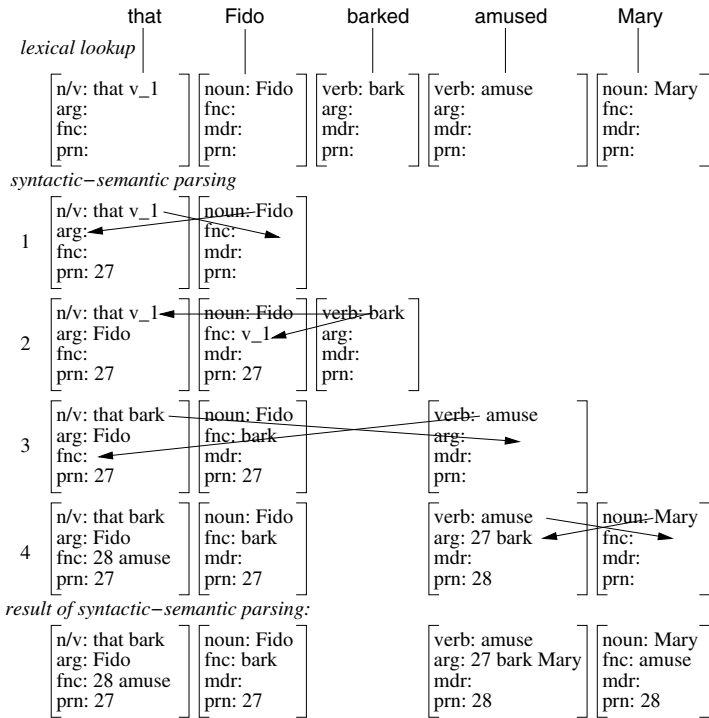 that Fido barked amused Mary
lexical lookup
n/v: that v_1 noun: Fido verb: bark verb: amuse noun: Mary
arg: fnc: arg: arg: fnc:
fnc: mdr: mdr: mdr: mdr:
prn: prn: prn: prn: prn:
syntactic−semantic parsing
n/v: that v_1 noun: Fido
1 arg: fnc:
fnc: mdr:
prn: 27 prn:
n/v: that v_1 noun: Fido verb: bark
2 arg: Fido fnc: v_1 arg:
fnc: mdr: mdr:
prn: 27 prn: 27 prn:
n/v: that bark noun: Fido verb: amuse
3 arg: Fido fnc: bark arg:
fnc: mdr: mdr:
prn: 27 prn: 27 prn:
n/v: that bark noun: Fido verb: amuse noun: Mary
4 arg: Fido fnc: bark arg: 27 bark fnc:
fnc: 28 amuse mdr: mdr: mdr:
prn: 27 prn: 27 prn: 28 prn:
result of syntactic−semantic parsing:
n/v: that bark noun: Fido verb: amuse noun: Mary
arg: Fido fnc: bark arg: 27 bark Mary fnc: amuse
fnc: 28 amuse mdr: mdr: mdr:
prn: 27 prn: 27 prn: 28 prn: 28